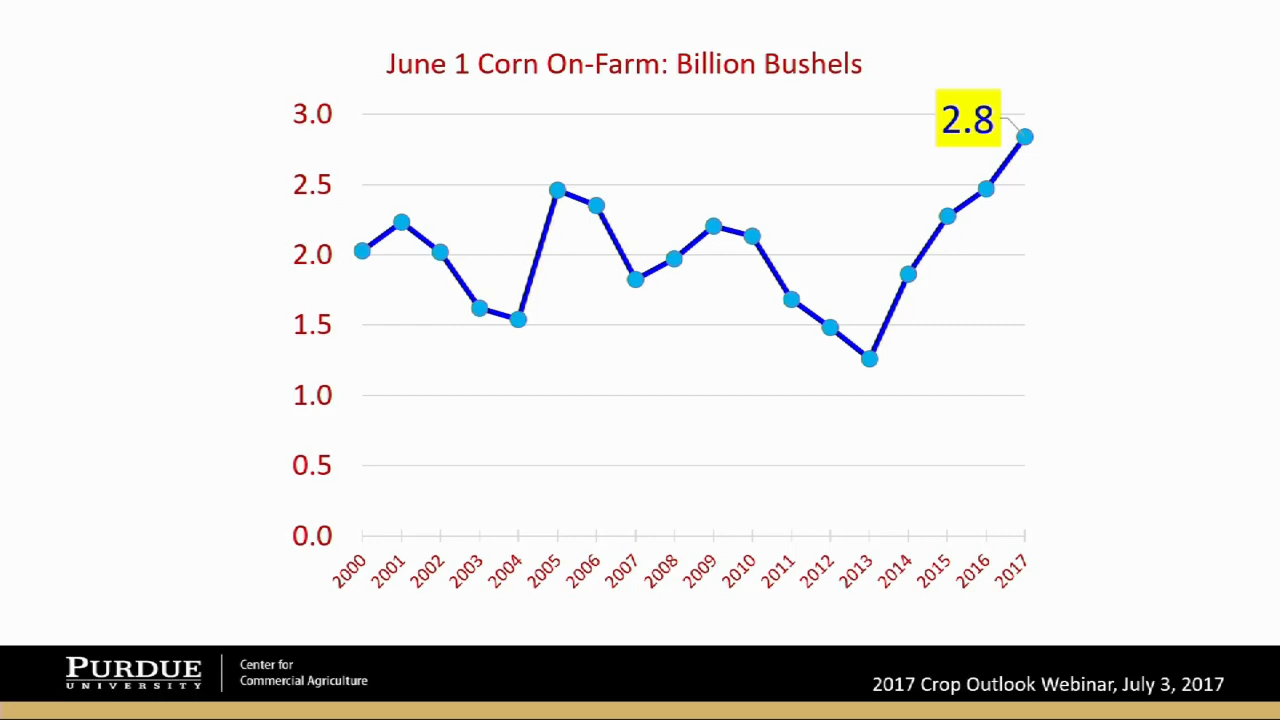 June 1 Corn On-Farm: Billion Bushels
3.0
2.8
2.5
2.0
1.5
1.0
0.5
0.0
2000 2001 2002 2003 2004 2005 2006 2007 2008 2009 2010 2011 2012 2013 2014 2015 2016 2017
PURDUE
UNIVERSITY
Center for
Commercial Agriculture
2017 Crop Outlook Webinar, July 3, 2017